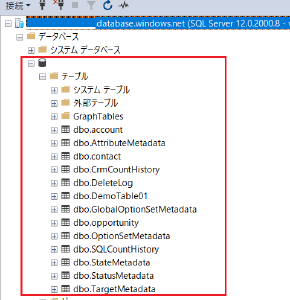 接続
database.windows.net (SQL Server 12.0.2000.8 -
データベース
システム データベース
テーブル
システム テーブル
外部テーブル
GraphTables
dbo.account
dbo.AttributeMetadata
dbo.contact
dbo.CrmCountHistory
dbo.DeleteLog
dbo.DemoTable01
dbo.GlobalOptionSetMetadata
dbo.opportunity
dbo.OptionSetMetadata
dbo.SQLCountHistory
dbo.StateMetadata
dbo.StatusMetadata
dbo.TargetMetadata